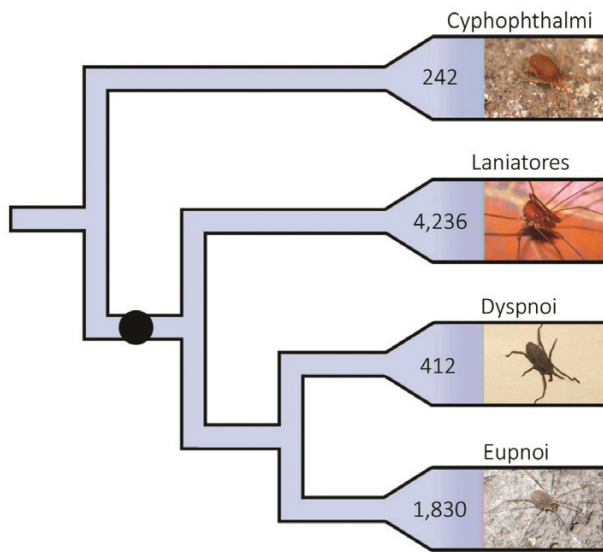 Cyphophthalmi
242
Laniatores
4,236
Dyspnoi
412
Eupnoi
1,830